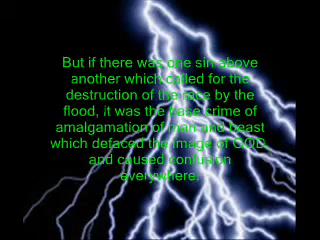 But if there was one sin above
another which called for the
destruction of the race by the
flood, it was the base crime of
amalgamation of man and beast
which defaced the image of GOD,
and caused confusion
everywhere.